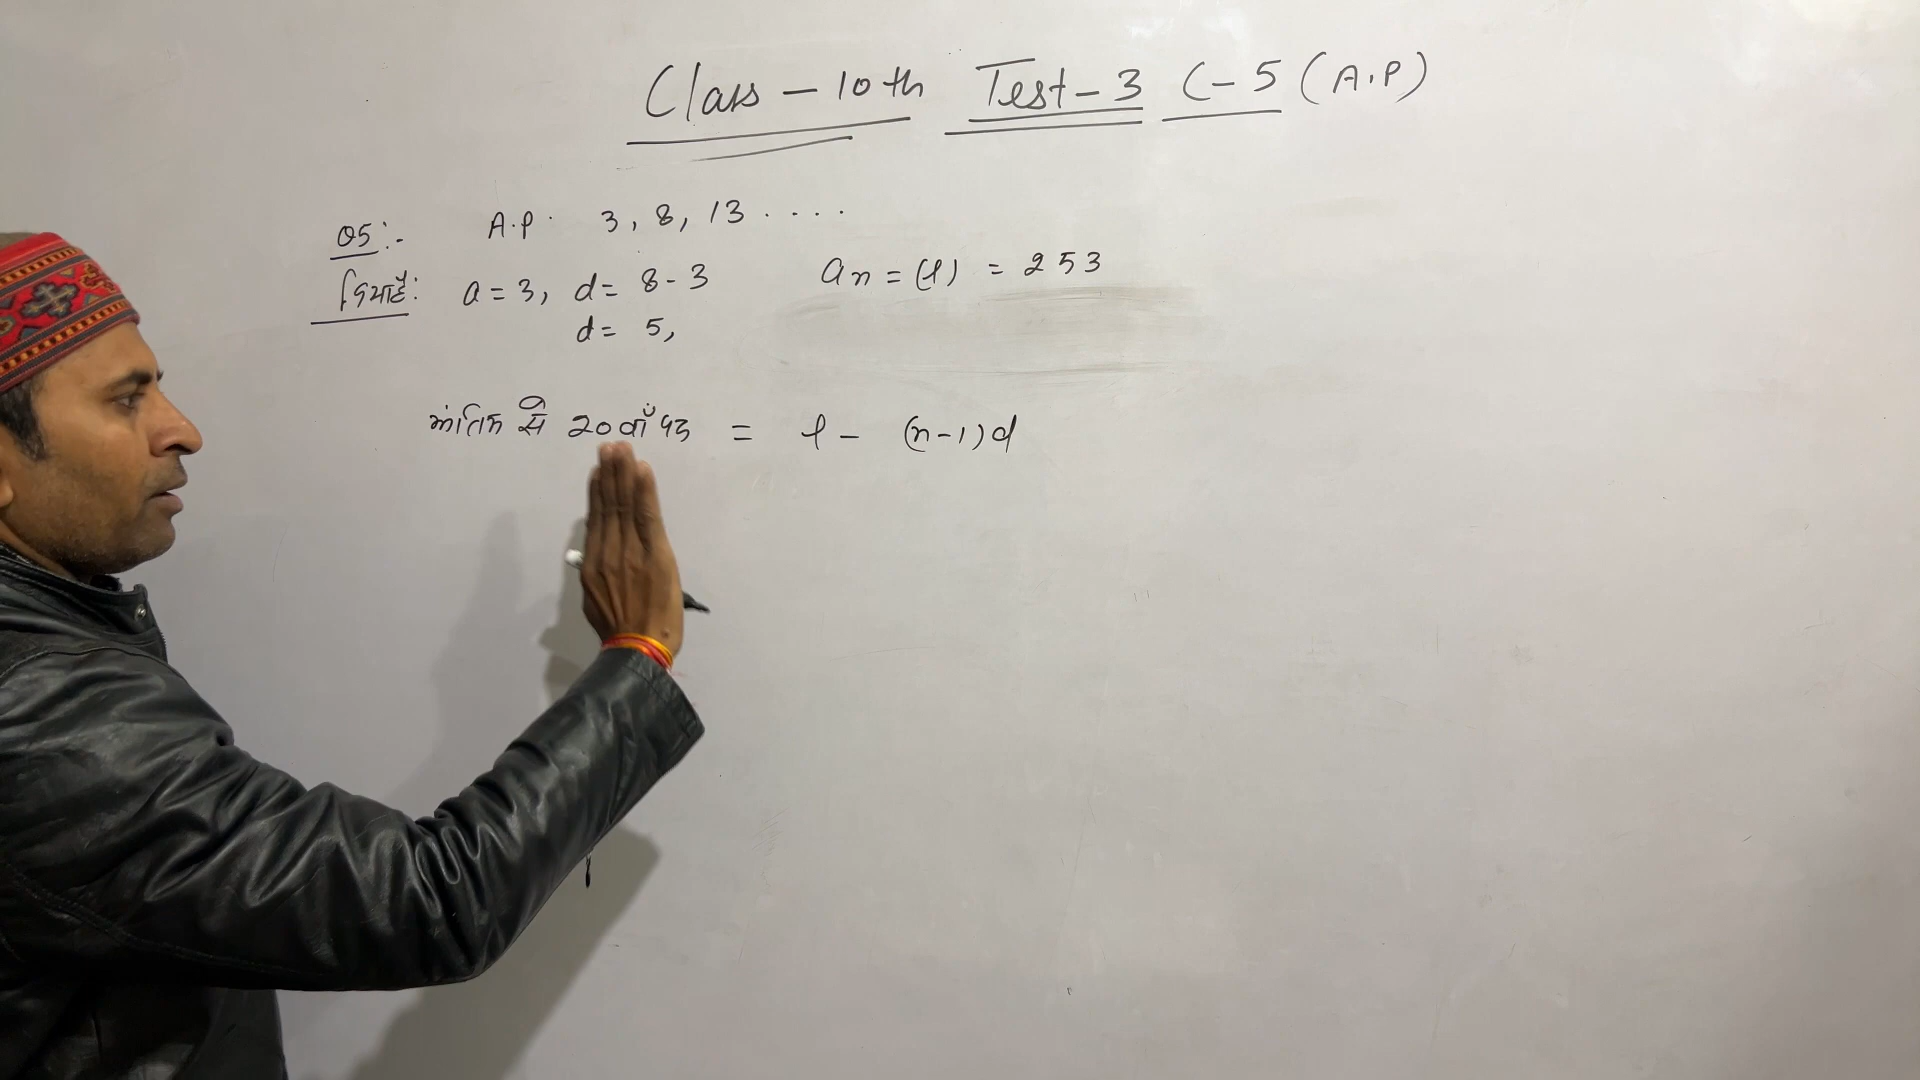 Class - 10th Test - 3 C-5 (A.P)
Q5:- A.P. 3, 8, 13 ....
दिया है: a = 3, d = 8 - 3 an = (l) = 253
d = 5,
अंतिम से 20वाँ पद = l - (n-1)d